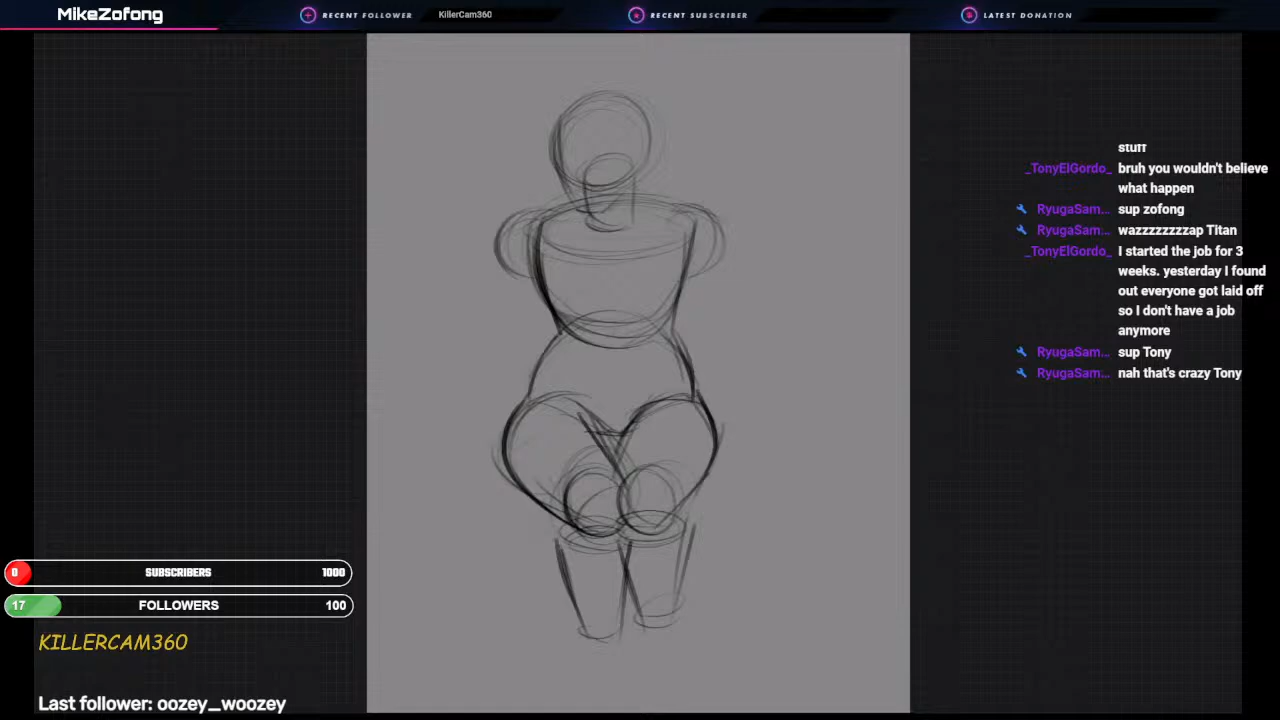 MikeZofong
RECENT FOLLOWER
KillerCam360
RECENT SUBSCRIBER
LATEST DONATION
stuff
_TonyElGordo_ bruh you wouldn't believe
what happen
RyugaSam... sup zofong
RyugaSam... wazzzzzzzap Titan
_TonyElGordo_ I started the job for 3
weeks. yesterday I found
out everyone got laid off
so I don't have a job
anymore
RyugaSam... sup Tony
RyugaSam... nah that's crazy Tony
0 SUBSCRIBERS 1000
17 FOLLOWERS 100
KILLERCAM360
Last follower: oozey_woozey